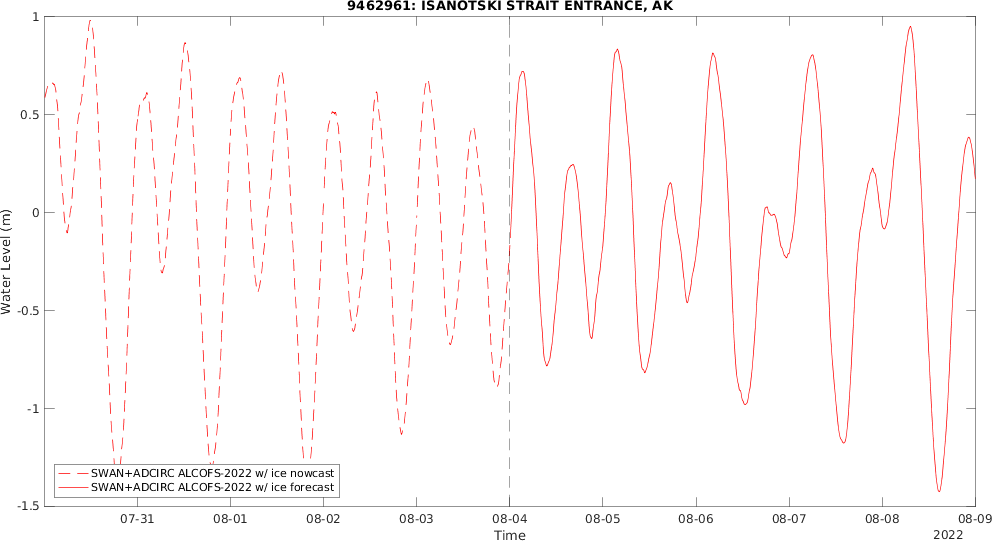 9462961: ISANOTSKI STRAIT ENTRANCE, AK
1
0.5
0
-0.5
-1
-1.5
Water Level (m)
SWAN+ADCIRC ALCOFS-2022 w/ ice nowcast
SWAN+ADCIRC ALCOFS-2022 w/ ice forecast
07-31 08-01 08-02 08-03 08-04 08-05 08-06 08-07 08-08 08-09
Time
2022